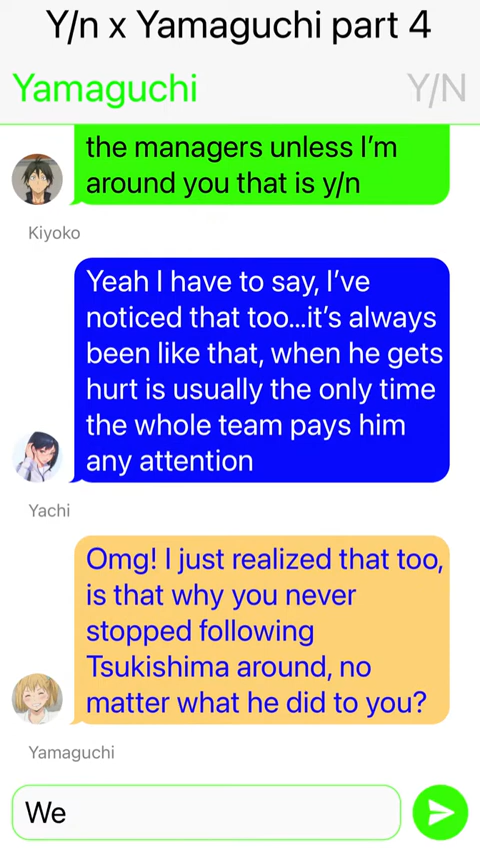 Y/n x Yamaguchi part 4
Yamaguchi
Y/N
the managers unless I'm
around you that is y/n
Kiyoko
Yeah I have to say, I've
noticed that too...it's always
been like that, when he gets
hurt is usually the only time
the whole team pays him
any attention
Yachi
Omg! I just realized that too,
is that why you never
stopped following
Tsukishima around, no
matter what he did to you?
Yamaguchi
We